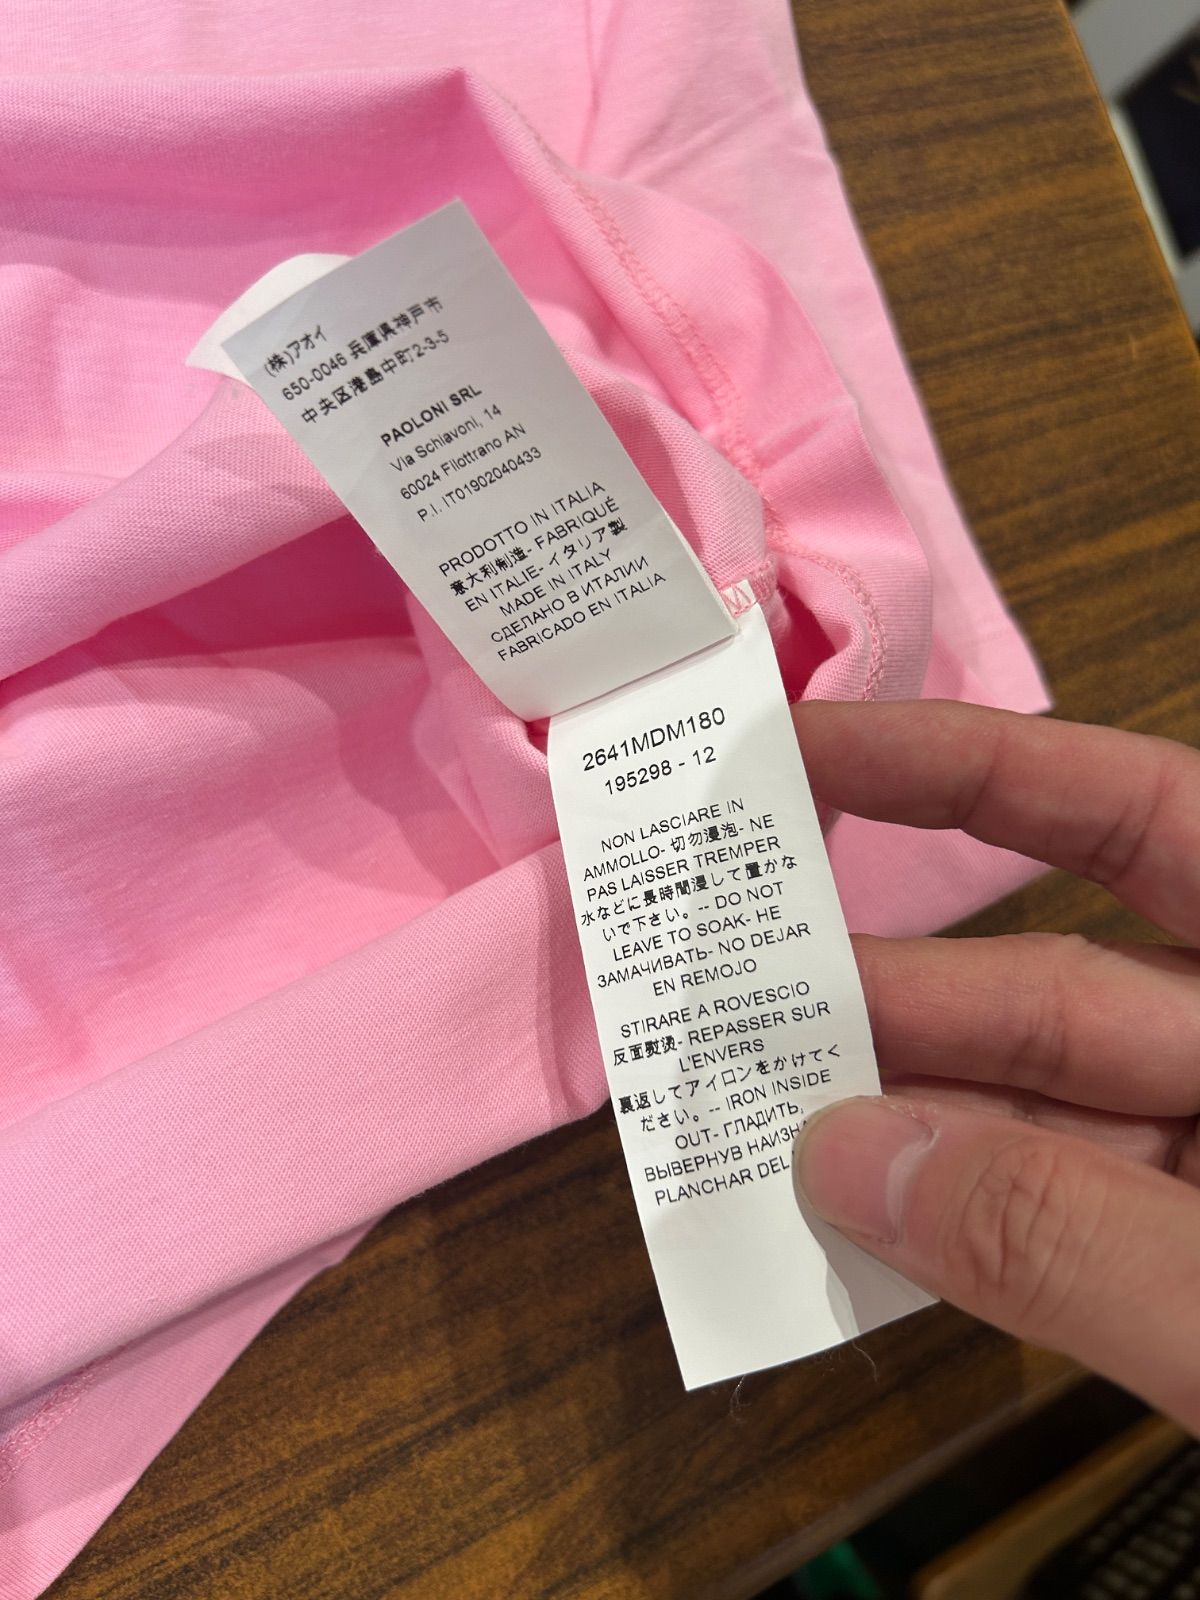 (株)アオイ
650-0046 兵庫県神戸市
中央区港島中町2-3-5
PAOLONI SRL
Via Schiavoni, 14
60024 Filottrano AN
P.I. IT01902040433
PRODOTTO IN ITALIA
意大利制造- FABRIQUÉ
EN ITALIE- イタリア製
MADE IN ITALY
СДЕЛАНО В ИТАЛИИ
FABRICADO EN ITALIA
2641MDM180
195298 - 12
NON LASCIARE IN
AMMOLLO- 切勿浸泡- NE
PAS LAISSER TREMPER
水などに長時間浸して置かな
いで下さい。-- DO NOT
LEAVE TO SOAK- НЕ
ЗАМАЧИВАТЬ- NO DEJAR
EN REMOJO
STIRARE A ROVESCIO
反面熨烫- REPASSER SUR
L'ENVERS
裏返してアイロンをかけてく
ださい。-- IRON INSIDE
OUT- ГЛАДИТЬ,
ВЫВЕРНУВ
PLANCHAR DEL